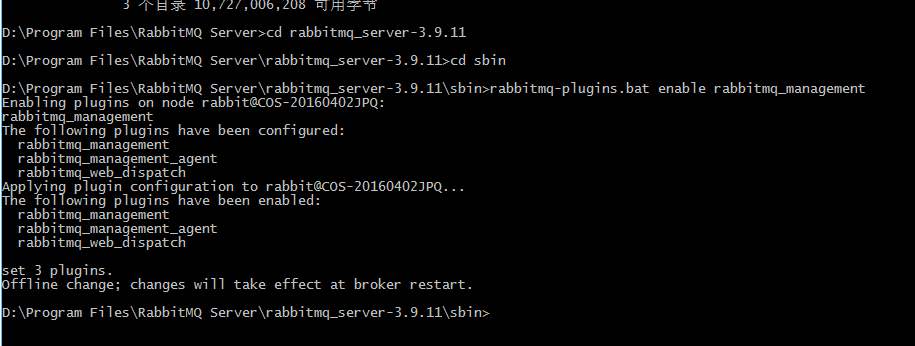 3 个目录 10,727,006,208 可用字节
D:\Program Files\RabbitMQ Server>cd rabbitmq_server-3.9.11
D:\Program Files\RabbitMQ Server\rabbitmq_server-3.9.11>cd sbin
D:\Program Files\RabbitMQ Server\rabbitmq_server-3.9.11\sbin>rabbitmq-plugins.bat enable rabbitmq_management
Enabling plugins on node rabbit@COS-20160402JPQ:
rabbitmq_management
The following plugins have been configured:
rabbitmq_management
rabbitmq_management_agent
rabbitmq_web_dispatch
Applying plugin configuration to rabbit@COS-20160402JPQ...
The following plugins have been enabled:
rabbitmq_management
rabbitmq_management_agent
rabbitmq_web_dispatch
set 3 plugins.
Offline change; changes will take effect at broker restart.
D:\Program Files\RabbitMQ Server\rabbitmq_server-3.9.11\sbin>